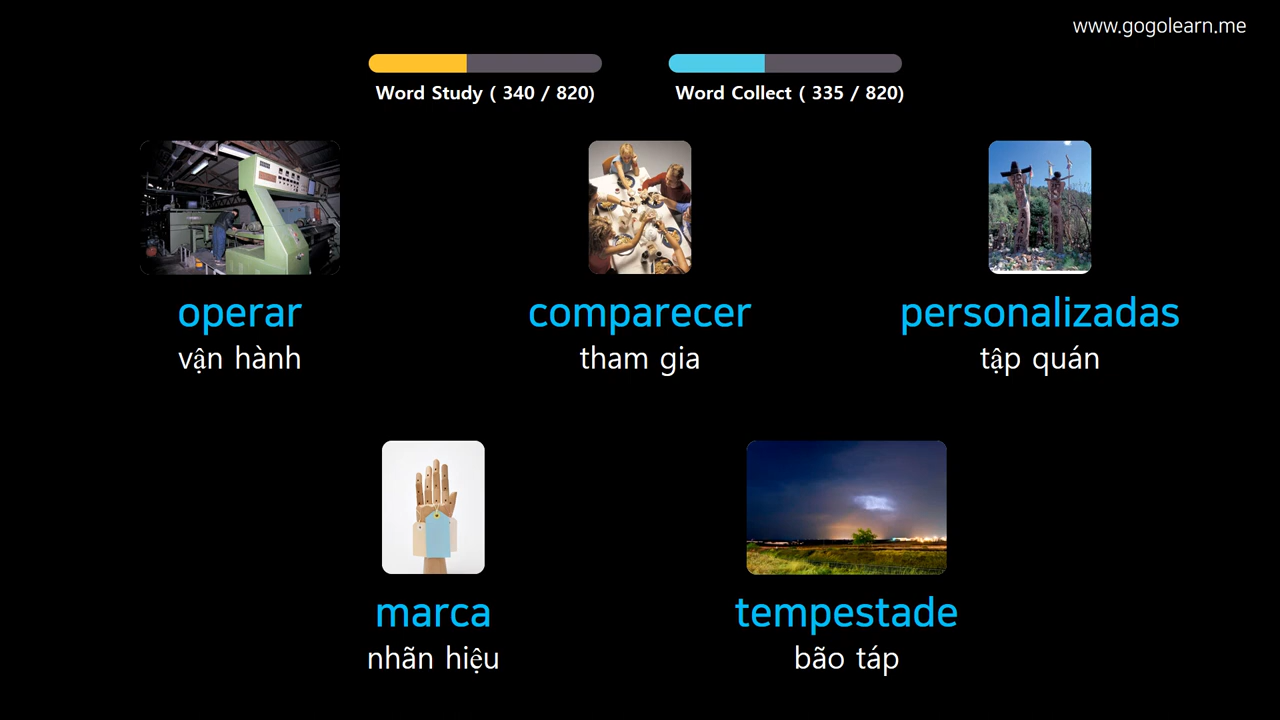 www.gogolearn.me
Word Study ( 340 / 820)
Word Collect ( 335 / 820)
operar
vận hành
comparecer
tham gia
personalizadas
tập quán
marca
nhãn hiệu
tempestade
bão táp